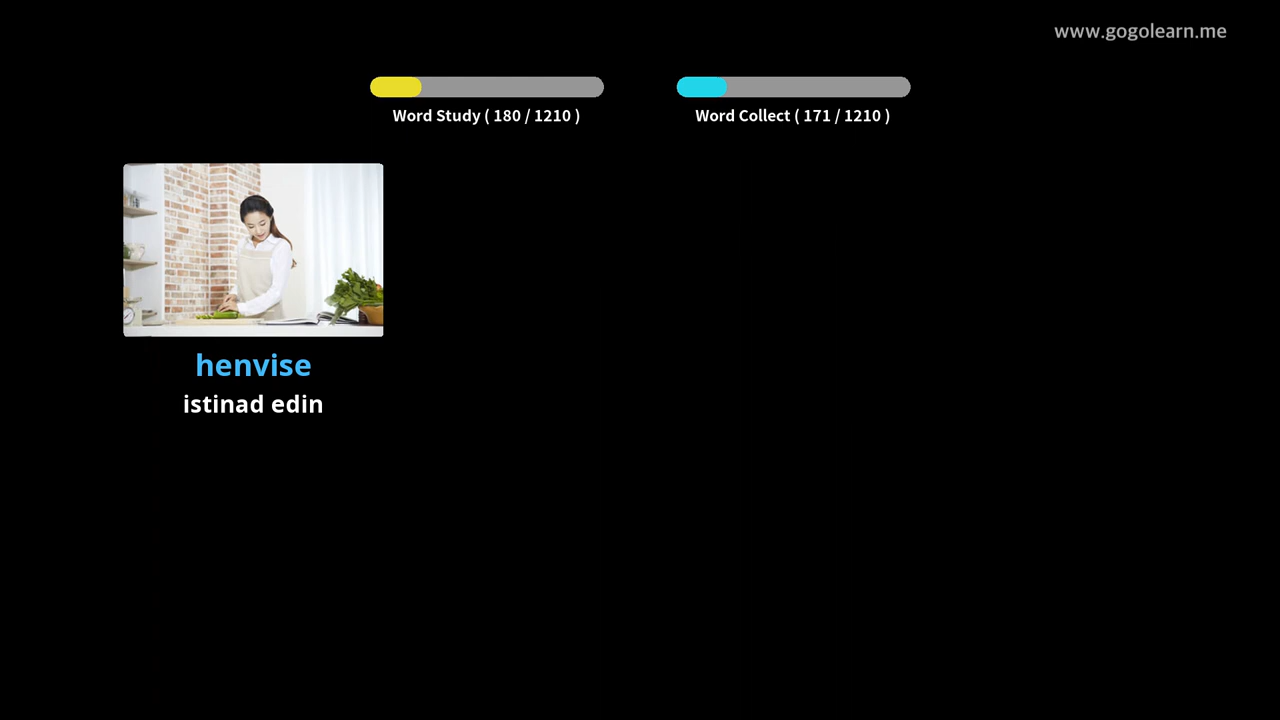 www.gogolearn.me
Word Study ( 180 / 1210 )
Word Collect ( 171 / 1210 )
henvise
istinad edin